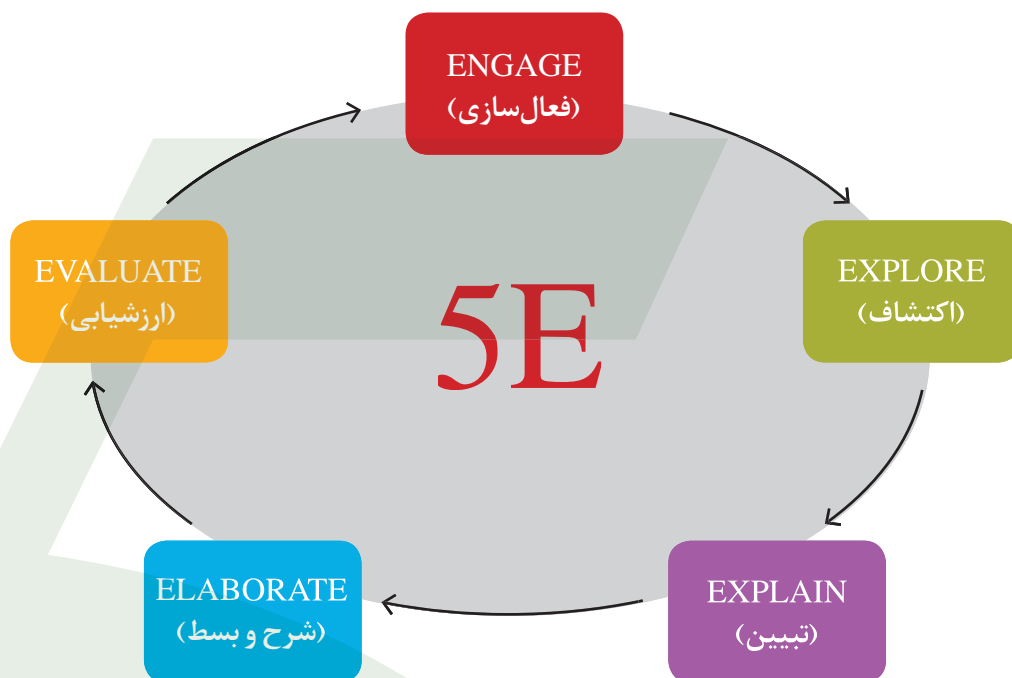 ENGAGE
(فعال‌سازی)
EXPLORE
(اکتشاف)
EVALUATE
(ارزشیابی)
5E
EXPLAIN
(تبیین)
ELABORATE
(شرح و بسط)